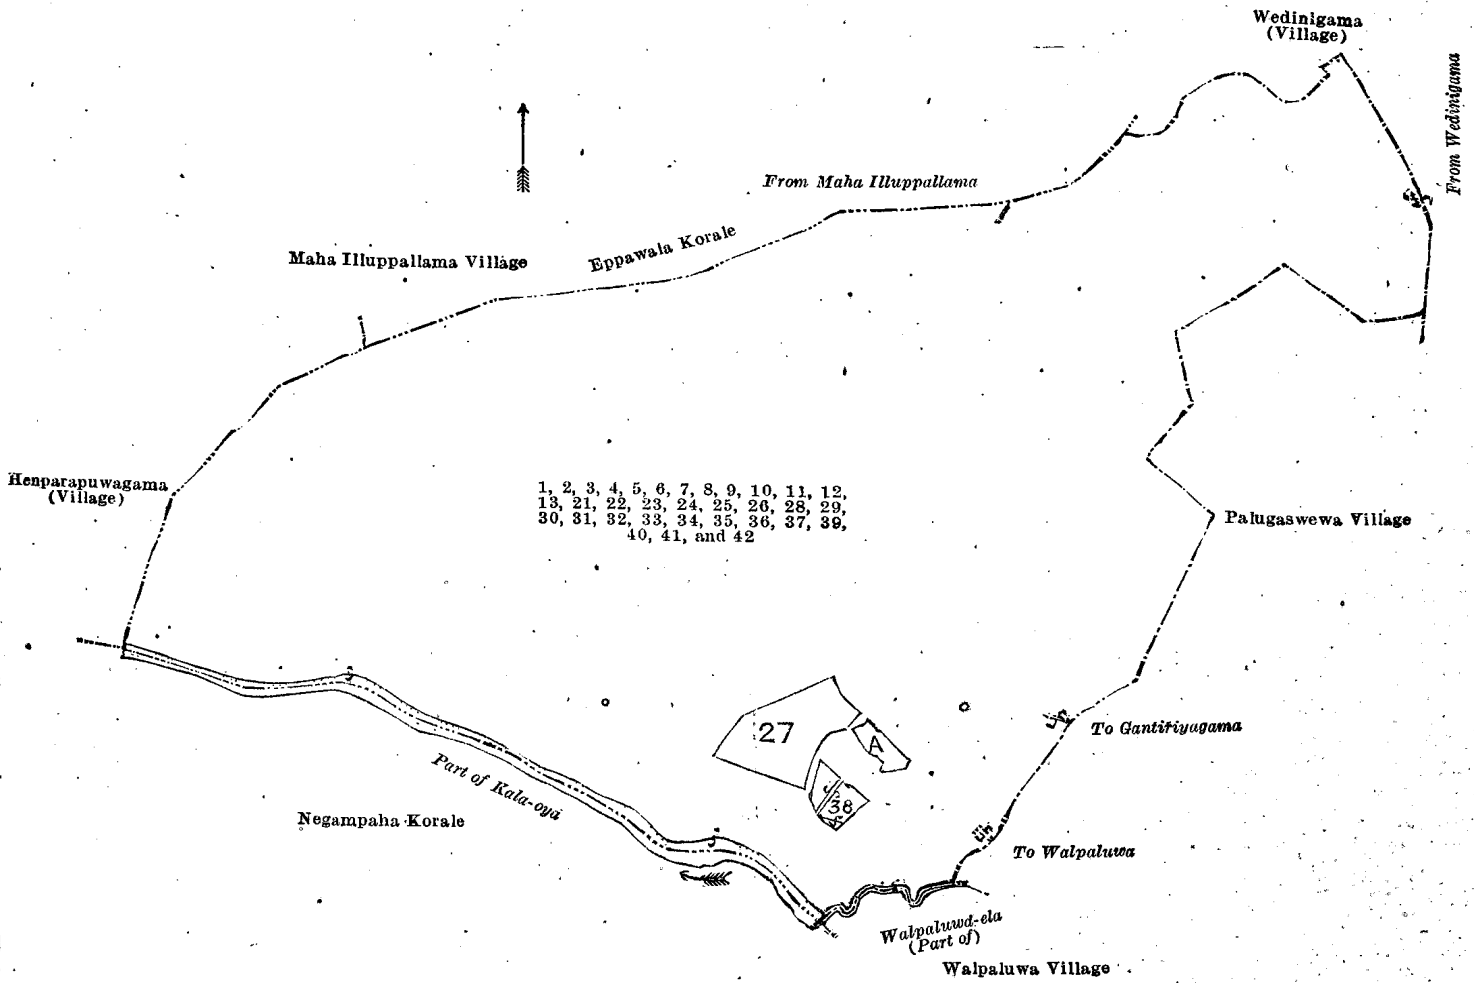 Wedinigama
(Village)
From Wedinigama
From Maha Illuppallama
Eppawala Korale
Maha Illuppallama Village
Henparapuwagama
(Village)
1, 2, 3, 4, 5, 6, 7, 8, 9, 10, 11, 12,
13, 21, 22, 23, 24, 25, 26, 28, 29,
30, 31, 32, 33, 34, 35, 36, 37, 39,
40, 41, and 42
Palugaswewa Village
27
A
38
To Gantiriyagama
Part of Kala-oya
Negampaha Korale
To Walpaluwa
Walpaluwa-ela
(Part of)
Walpaluwa Village